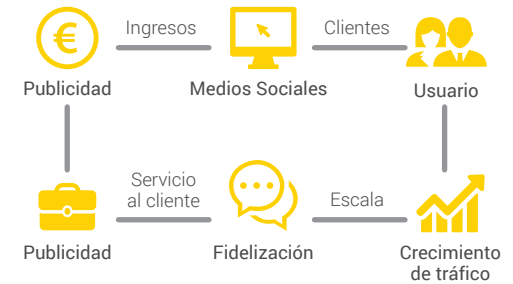 Ingresos
Clientes
Publicidad
Medios Sociales
Usuario
Servicio
al cliente
Escala
Publicidad
Fidelización
Crecimiento
de tráfico